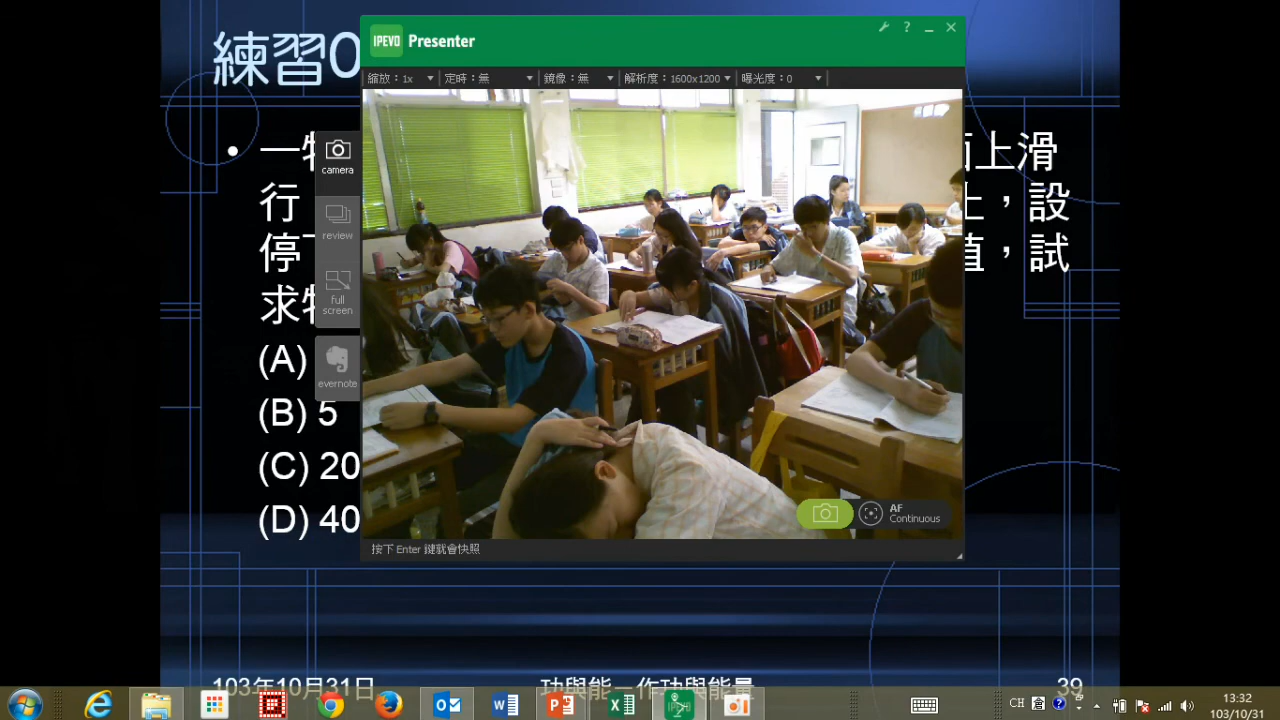 練習0
IPEVO Presenter
縮放：1x 定時：無 鏡像：無 解析度：1600x1200 曝光度：0
• 一 面上滑
行 上，設
停 值，試
求
(A)
(B) 5
(C) 20
(D) 40
camera
review
full
screen
evernote
AF
Continuous
按下 Enter 鍵就會快照
103年10月31日 功與能 作功與能量 39
CH
13:32
103/10/31